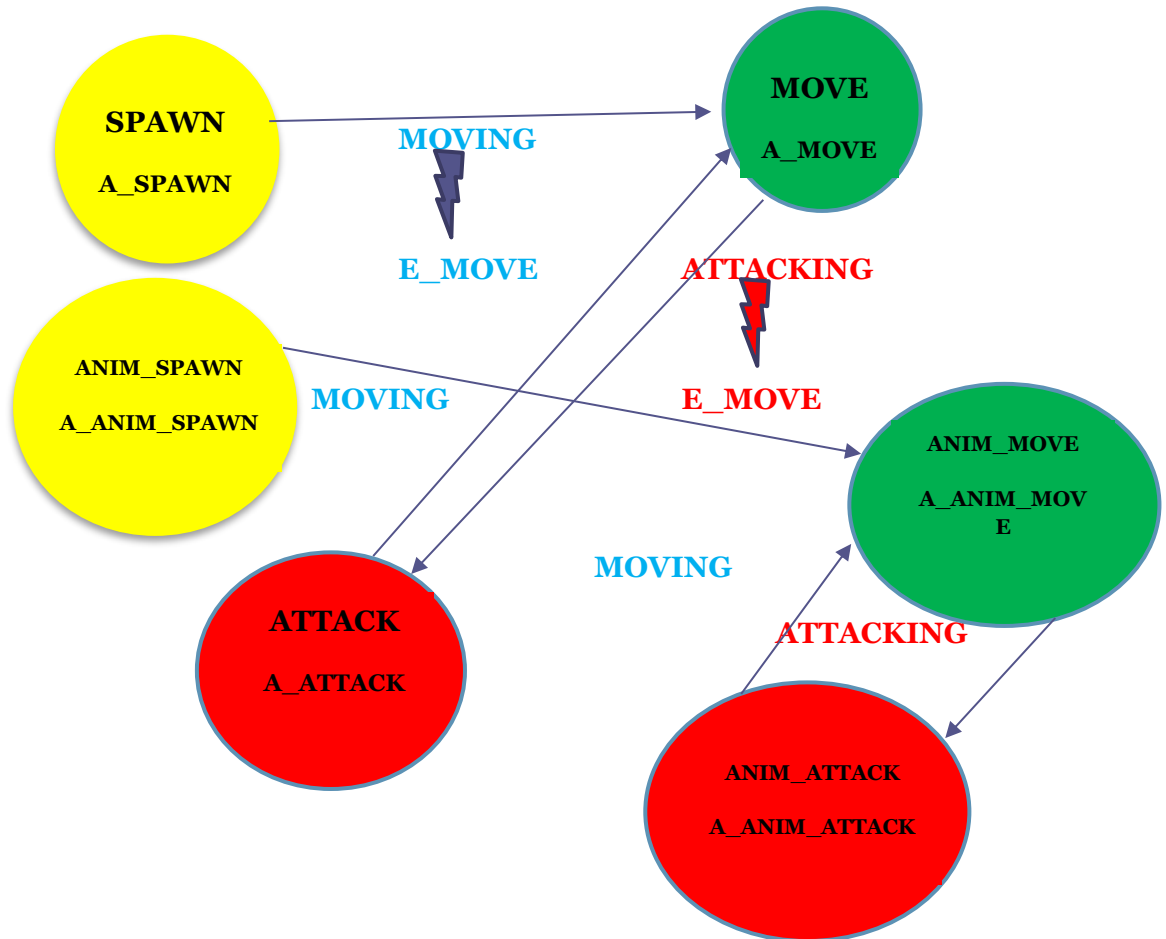 SPAWN
A_SPAWN
MOVING
E_MOVE
MOVE
A_MOVE
ATTACKING
E_MOVE
ANIM_SPAWN
A_ANIM_SPAWN
MOVING
ANIM_MOVE
A_ANIM_MOV
E
ATTACK
A_ATTACK
MOVING
ATTACKING
ANIM_ATTACK
A_ANIM_ATTACK